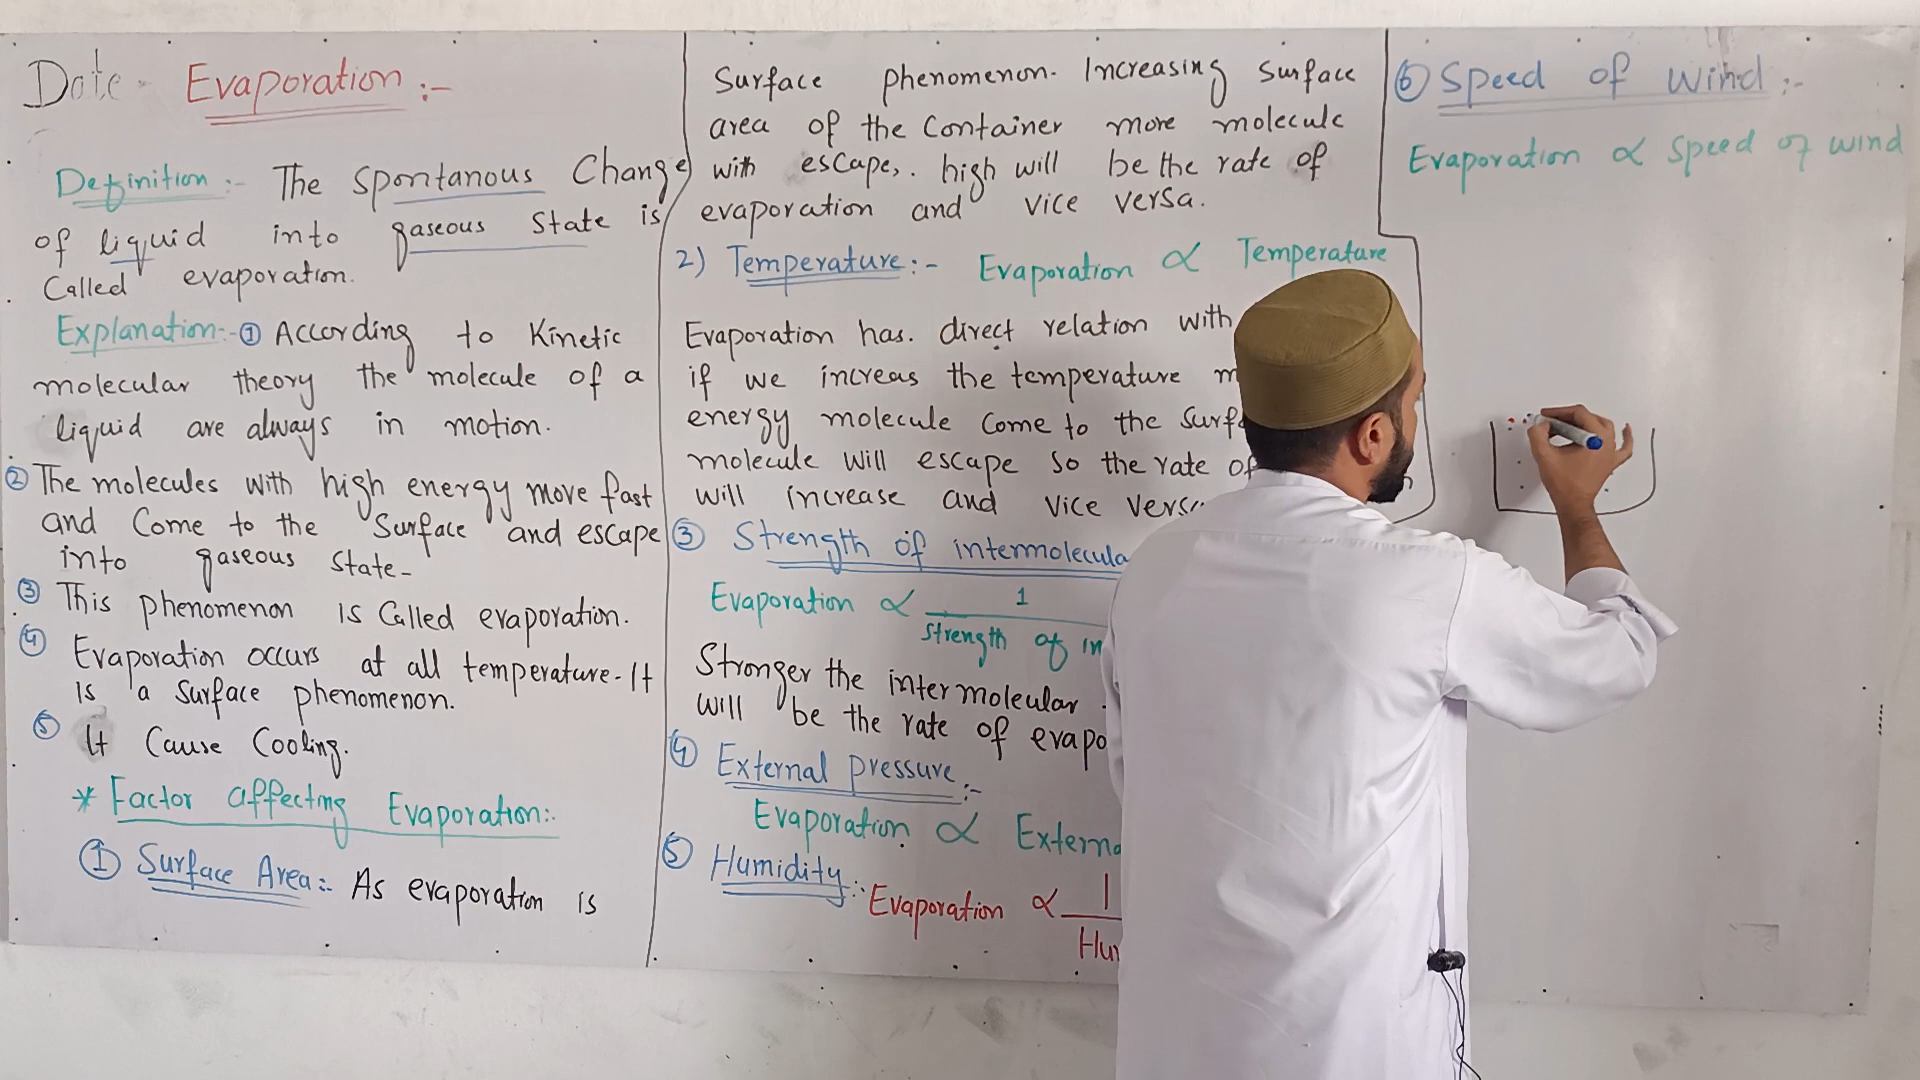 Date - Evaporation :-
Definition :- The Spontanous Change
of liquid into gaseous State is
Called evaporation.
Explanation:- ① According to Kinetic
molecular theory the molecule of a
liquid are always in motion.
② The molecules with high energy move fast
and Come to the Surface and escape
into gaseous state-
③ This phenomenon is Called evaporation.
④ Evaporation occurs at all temperature. It
is a Surface phenomenon.
⑤ It Cause Cooling.
* Factor affecting Evaporation:-
① Surface Area:- As evaporation is
Surface phenomenon. Increasing surface
area of the Container more molecule
with escape,. high will be the rate of
evaporation and vice versa.
2) Temperature:- Evaporation ∝ Temperature
Evaporation has. direct relation with
if we increas the temperature
energy molecule Come to the
molecule will escape so the rate of
will increase and vice
③ Strength of
Evaporation ∝ 1
Strength of
Stronger the intermolecular
will be the rate of
④ External pressure :-
Evaporation ∝
⑤ Humidity:- Evaporation ∝ 1
⑥ Speed of Wind :-
Evaporation ∝ Speed of wind